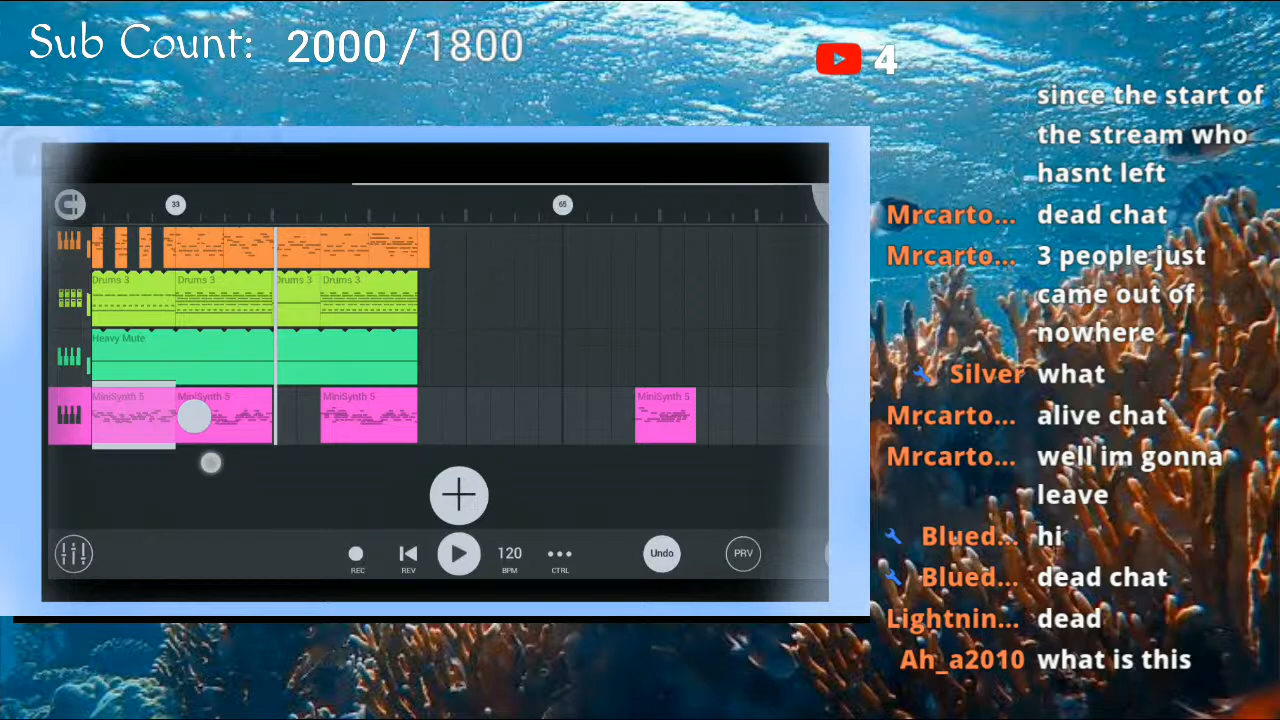 Sub Count: 2000 / 1800
4
since the start of
the stream who
hasnt left
Mrcarto... dead chat
Mrcarto... 3 people just
came out of
nowhere
Silver what
Mrcarto... alive chat
Mrcarto... well im gonna
leave
Blued... hi
Blued... dead chat
Lightnin... dead
Ah_a2010 what is this
33 65
Drums 3 Drums 3 Drums 3 Drums 3
Heavy Mute
MiniSynth 5 MiniSynth 5 MiniSynth 5 MiniSynth 5
120 Undo PRV
REC REV BPM CTRL